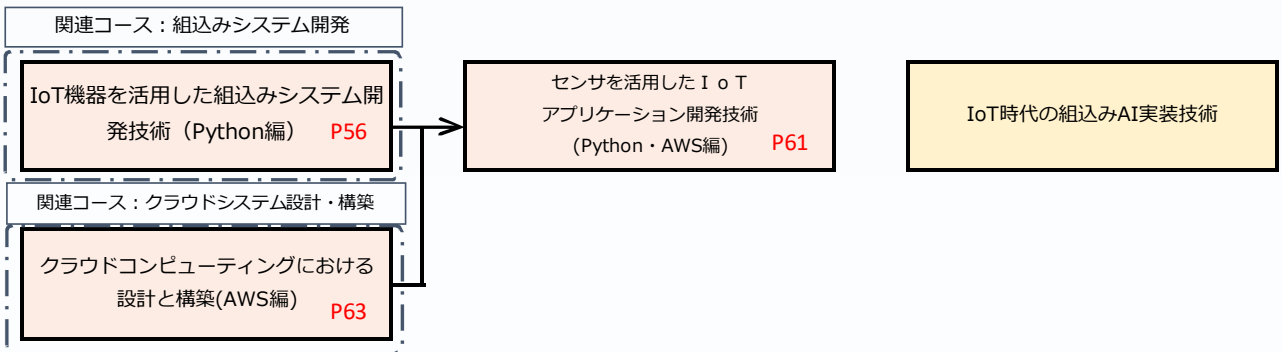 関連コース：組込みシステム開発
IoT機器を活用した組込みシステム開
発技術（Python編） P56
センサを活用したＩｏＴ
アプリケーション開発技術
(Python・AWS編) P61
IoT時代の組込みAI実装技術
関連コース：クラウドシステム設計・構築
クラウドコンピューティングにおける
設計と構築(AWS編)
P63